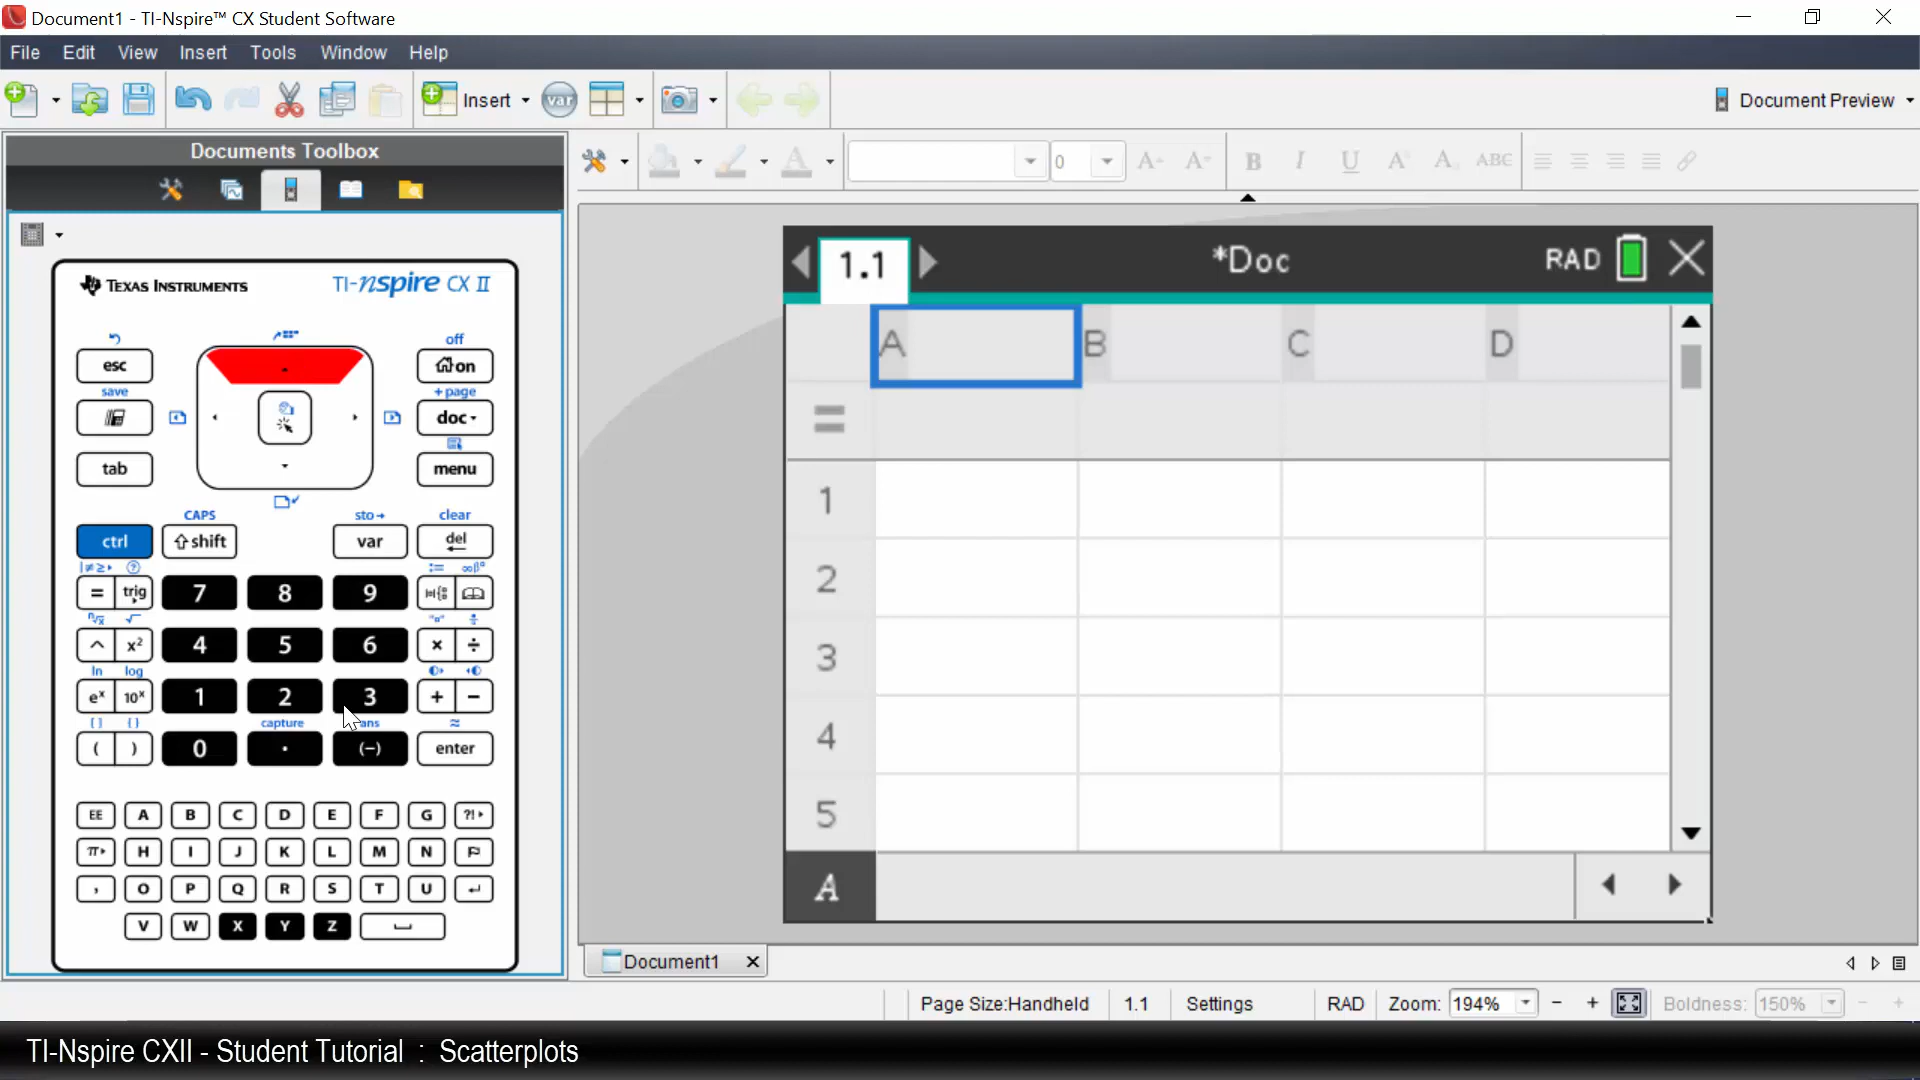 Document1 - TI-Nspire™ CX Student Software
File Edit View Insert Tools Window Help
Insert var Document Preview
Documents Toolbox
0 A A B I U A A ABC
TEXAS INSTRUMENTS TI-nspire CX II
off
esc on
save + page
doc
tab menu
CAPS sto→ clear
ctrl shift var del
= trig 7 8 9
^ x² 4 5 6 × ÷
ln log
eˣ 10ˣ 1 2 3 + −
[ ] { } capture ans ≈
( ) 0 . (−) enter
EE A B C D E F G ?!▸
π▸ H I J K L M N
, O P Q R S T U
V W X Y Z
1.1 *Doc RAD
A B C D
=
1
2
3
4
5
A
Document1
Page Size:Handheld 1.1 Settings RAD Zoom: 194% − + Boldness: 150% − +
TI-Nspire CXII - Student Tutorial : Scatterplots